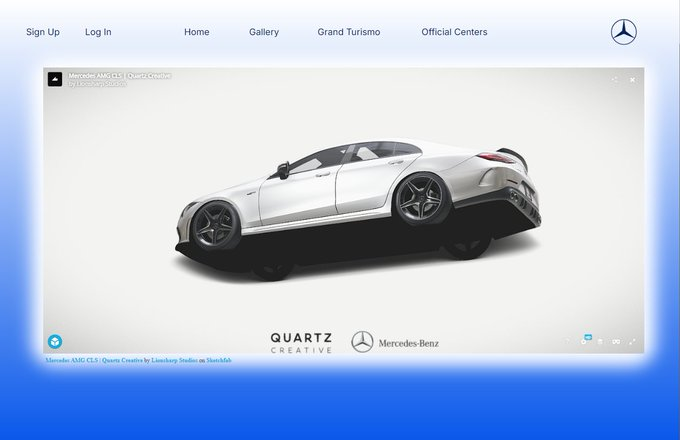 Sign Up
Log In
Home
Gallery
Grand Turismo
Official Centers
Mercedes AMG CLS | Quartz Creative
by Lionsharp Studios
QUARTZ
CREATIVE
Mercedes-Benz
HD
Mercedes AMG CLS | Quartz Creative by Lionsharp Studios on Sketchfab